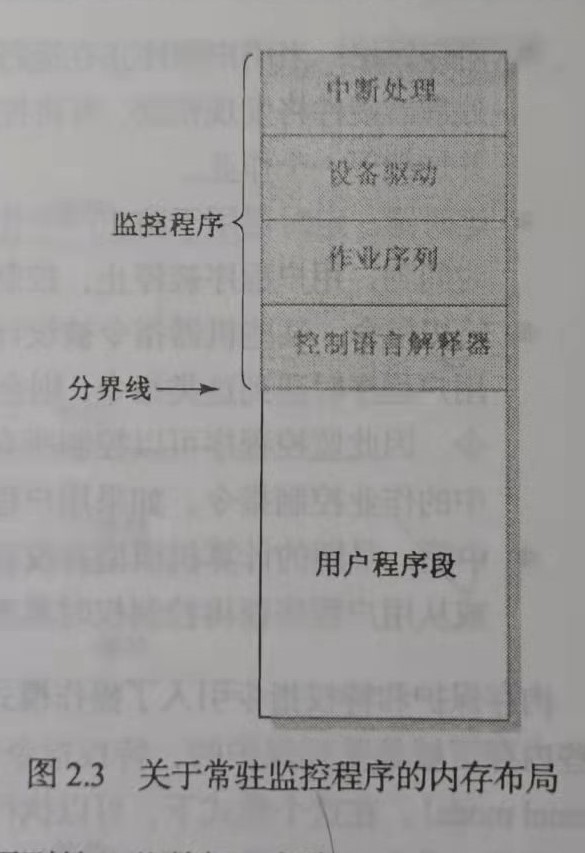 中断处理
设备驱动
监控程序
作业序列
控制语言解释器
分界线
用户程序段
图 2.3 关于常驻监控程序的内存布局